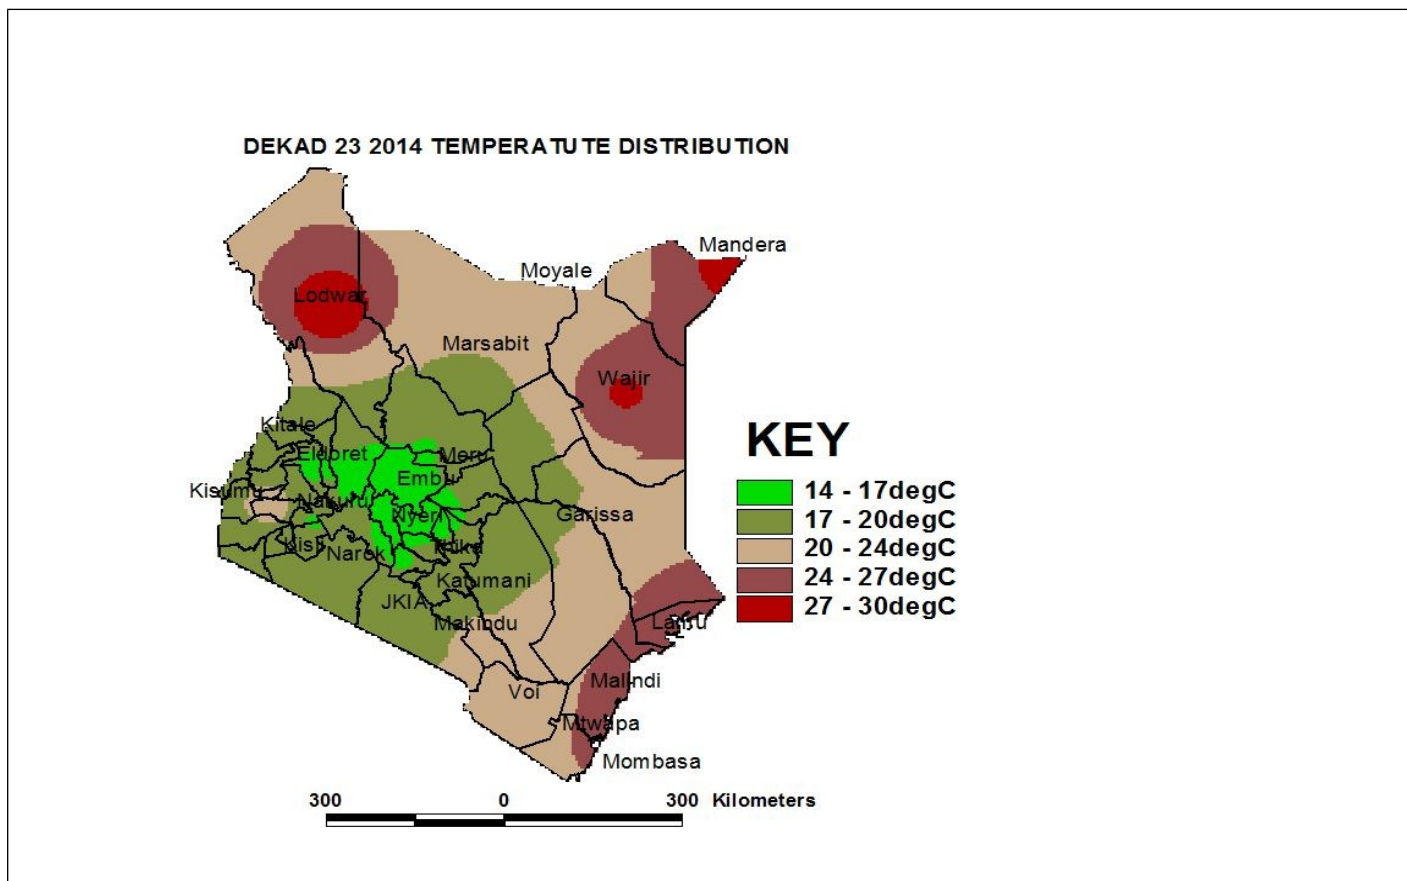 DEKAD 23 2014 TEMPERATUTE DISTRIBUTION
Mandera
Moyale
Lodwar
Marsabit
Wajir
Kitale
Eldoret
Meru
Embu
Kisumu
Nakuru
Nyeri
Garissa
Kisii
Narok
Thika
Katumani
JKIA
Makindu
Lamu
Voi
Malindi
Mtwapa
Mombasa
KEY
14 - 17degC
17 - 20degC
20 - 24degC
24 - 27degC
27 - 30degC
300 0 300 Kilometers